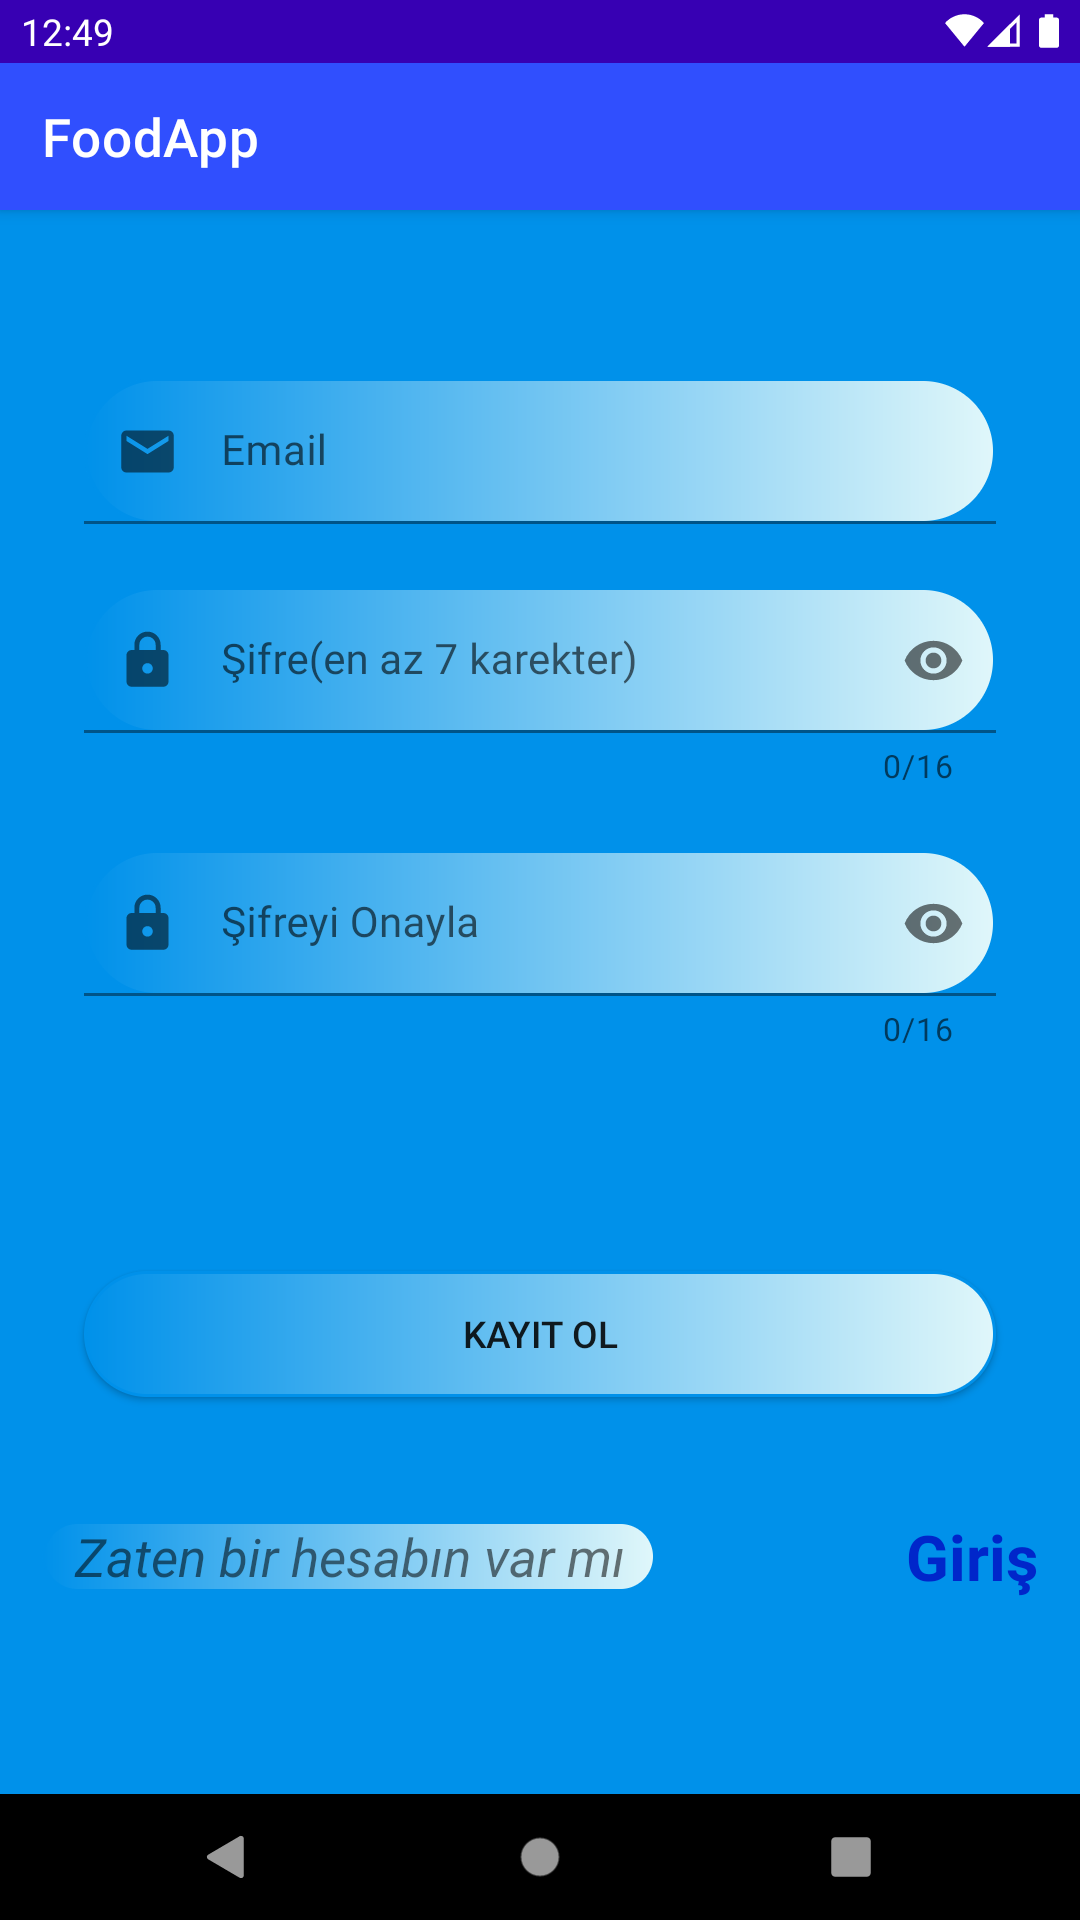 12:49
FoodApp
Email
Şifre(en az 7 karekter)
0/16
Şifreyi Onayla
0/16
KAYIT OL
Zaten bir hesabın var mı
Giriş